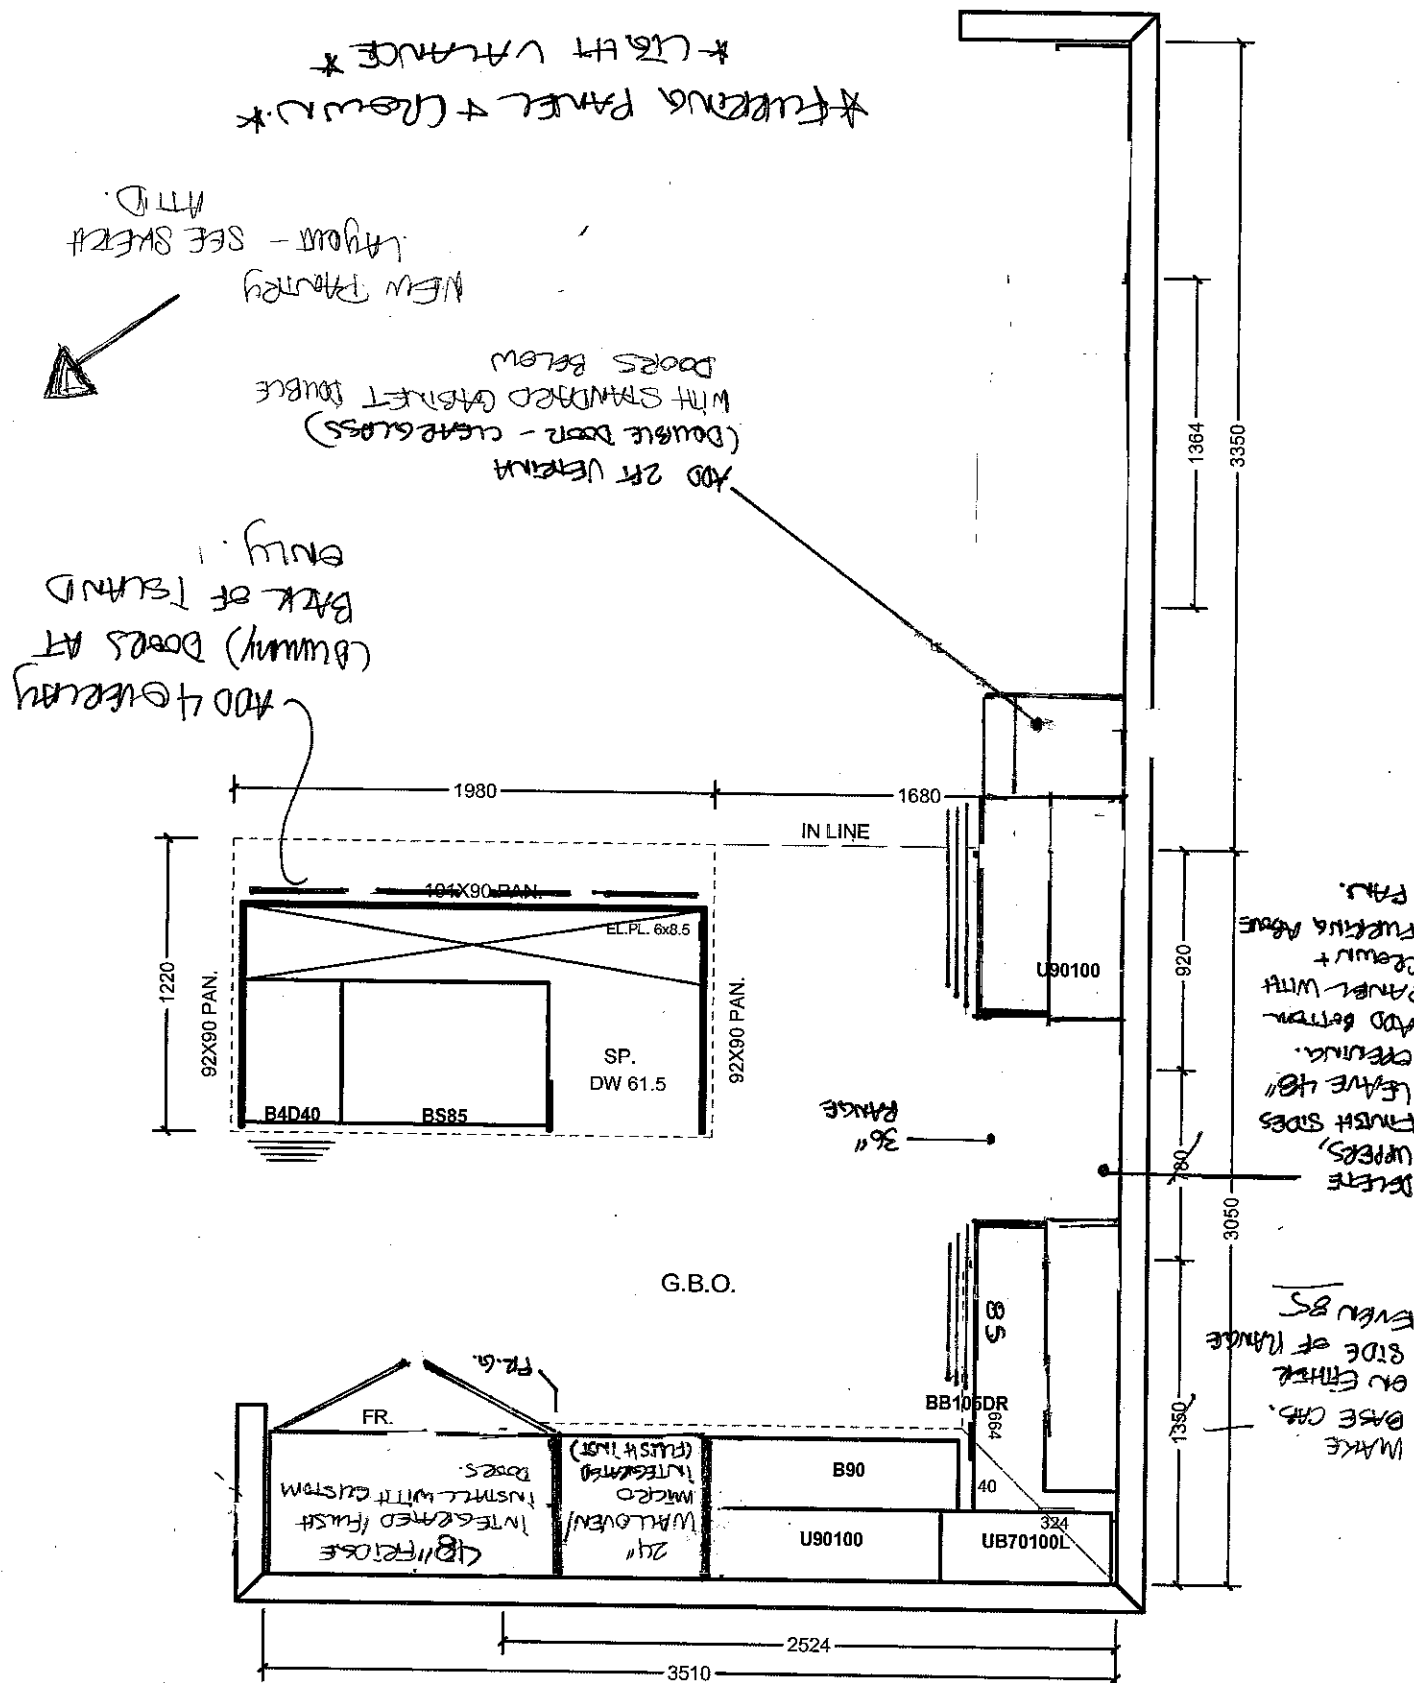 *FURRING PANEL + CROWN.*
*LIGHT VALANCE*
NEW PANTRY
LAYOUT - SEE SKETCH
ATT'D.
ADD 2FT VETRINA
(DOUBLE DOOR - CLEAR GLASS)
WITH STANDARD CABINET DOUBLE
DOORS BELOW
ADD 4 OVERLAY
(DUMMY) DOORS AT
BACK OF ISLAND
ONLY.
1364
3350
1980
1680
IN LINE
101X90 PAN.
EL.PL. 6x8.5
1220
92X90 PAN.
92X90 PAN.
SP.
DW 61.5
B4D40
BS85
U90100
920
DELETE
UPPERS,
FINISH SIDES
LEAVE 48"
OPENING.
ADD BOTTOM
PANEL WITH
CROWN +
FURRING ABOVE
FAN.
36"
RANGE
780
3050
G.B.O.
85
MAKE
BASE CAB.
ON EITHER
SIDE OF RANGE
EVEN 85
1350
FR.G.
FR.
BB105DR
664
40
324
48" FRIDGE
INTEGRATED/FLUSH
INSTALL WITH CUSTOM
DOORS.
24"
WALLOVEN/
MICRO
INTEGRATED
(FLUSH INST)
B90
U90100
UB70100L
2524
3510